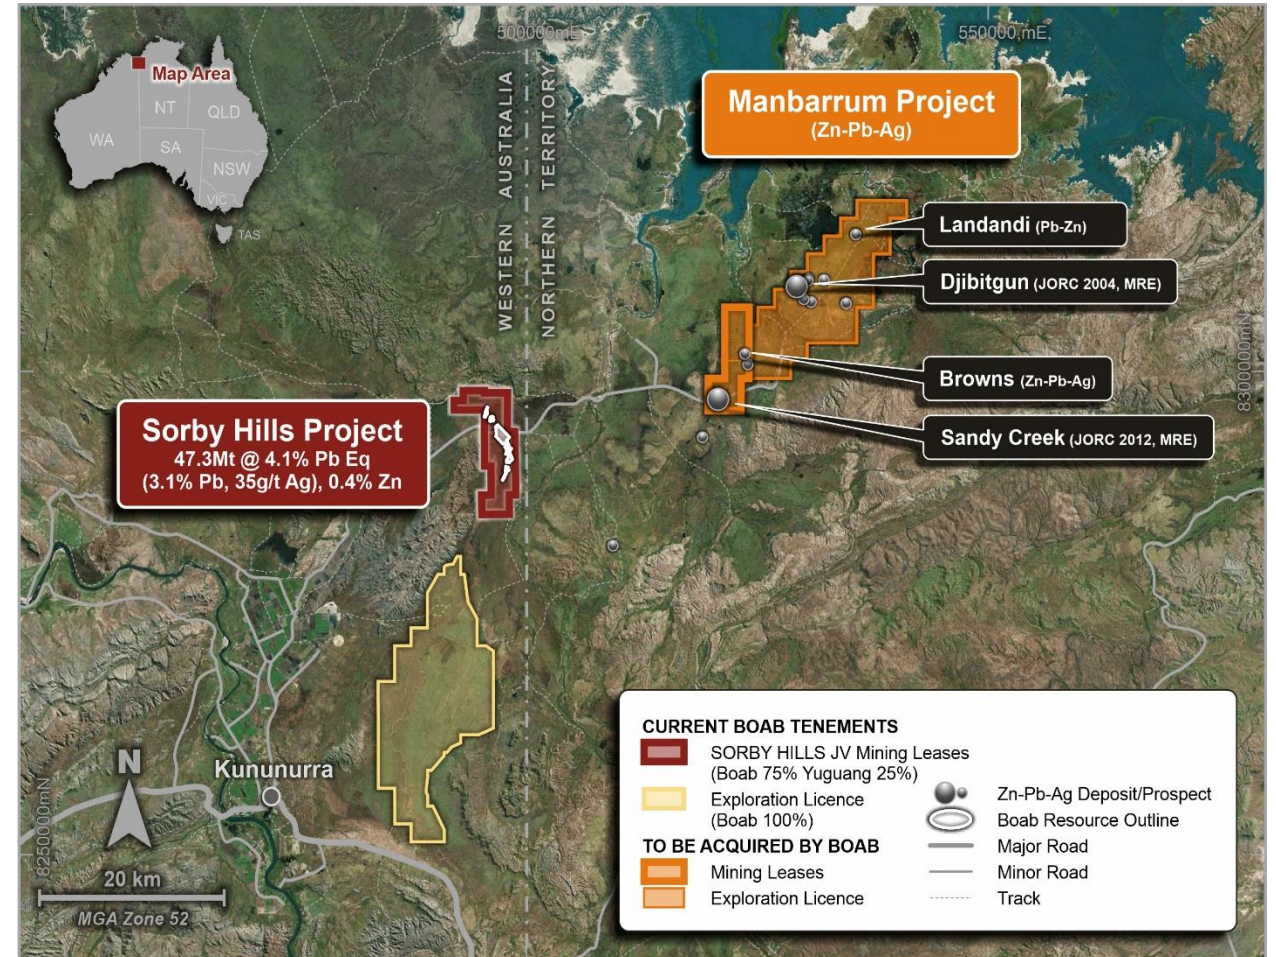 500000mE
550000 mE
Map Area
NT
QLD
WA
SA
NSW
VIC
TAS
WESTERN AUSTRALIA
NORTHERN TERRITORY
Manbarrum Project
(Zn-Pb-Ag)
Landandi (Pb-Zn)
Djibitgun (JORC 2004, MRE)
Browns (Zn-Pb-Ag)
Sandy Creek (JORC 2012, MRE)
8300000mN
Sorby Hills Project
47.3Mt @ 4.1% Pb Eq
(3.1% Pb, 35g/t Ag), 0.4% Zn
Kununurra
N
8250000mN
20 km
MGA Zone 52
CURRENT BOAB TENEMENTS
SORBY HILLS JV Mining Leases
(Boab 75% Yuguang 25%)
Exploration Licence
(Boab 100%)
TO BE ACQUIRED BY BOAB
Mining Leases
Exploration Licence
Zn-Pb-Ag Deposit/Prospect
Boab Resource Outline
Major Road
Minor Road
Track